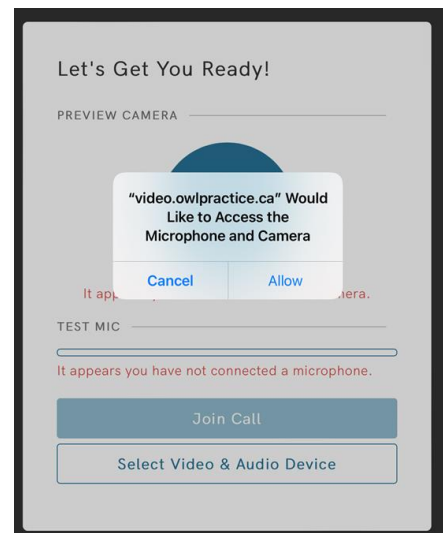 Let's Get You Ready!
PREVIEW CAMERA
“video.owlpractice.ca” Would
Like to Access the
Microphone and Camera
Cancel
Allow
It
TEST MIC
It appears you have not connected a microphone.
Join Call
Select Video & Audio Device